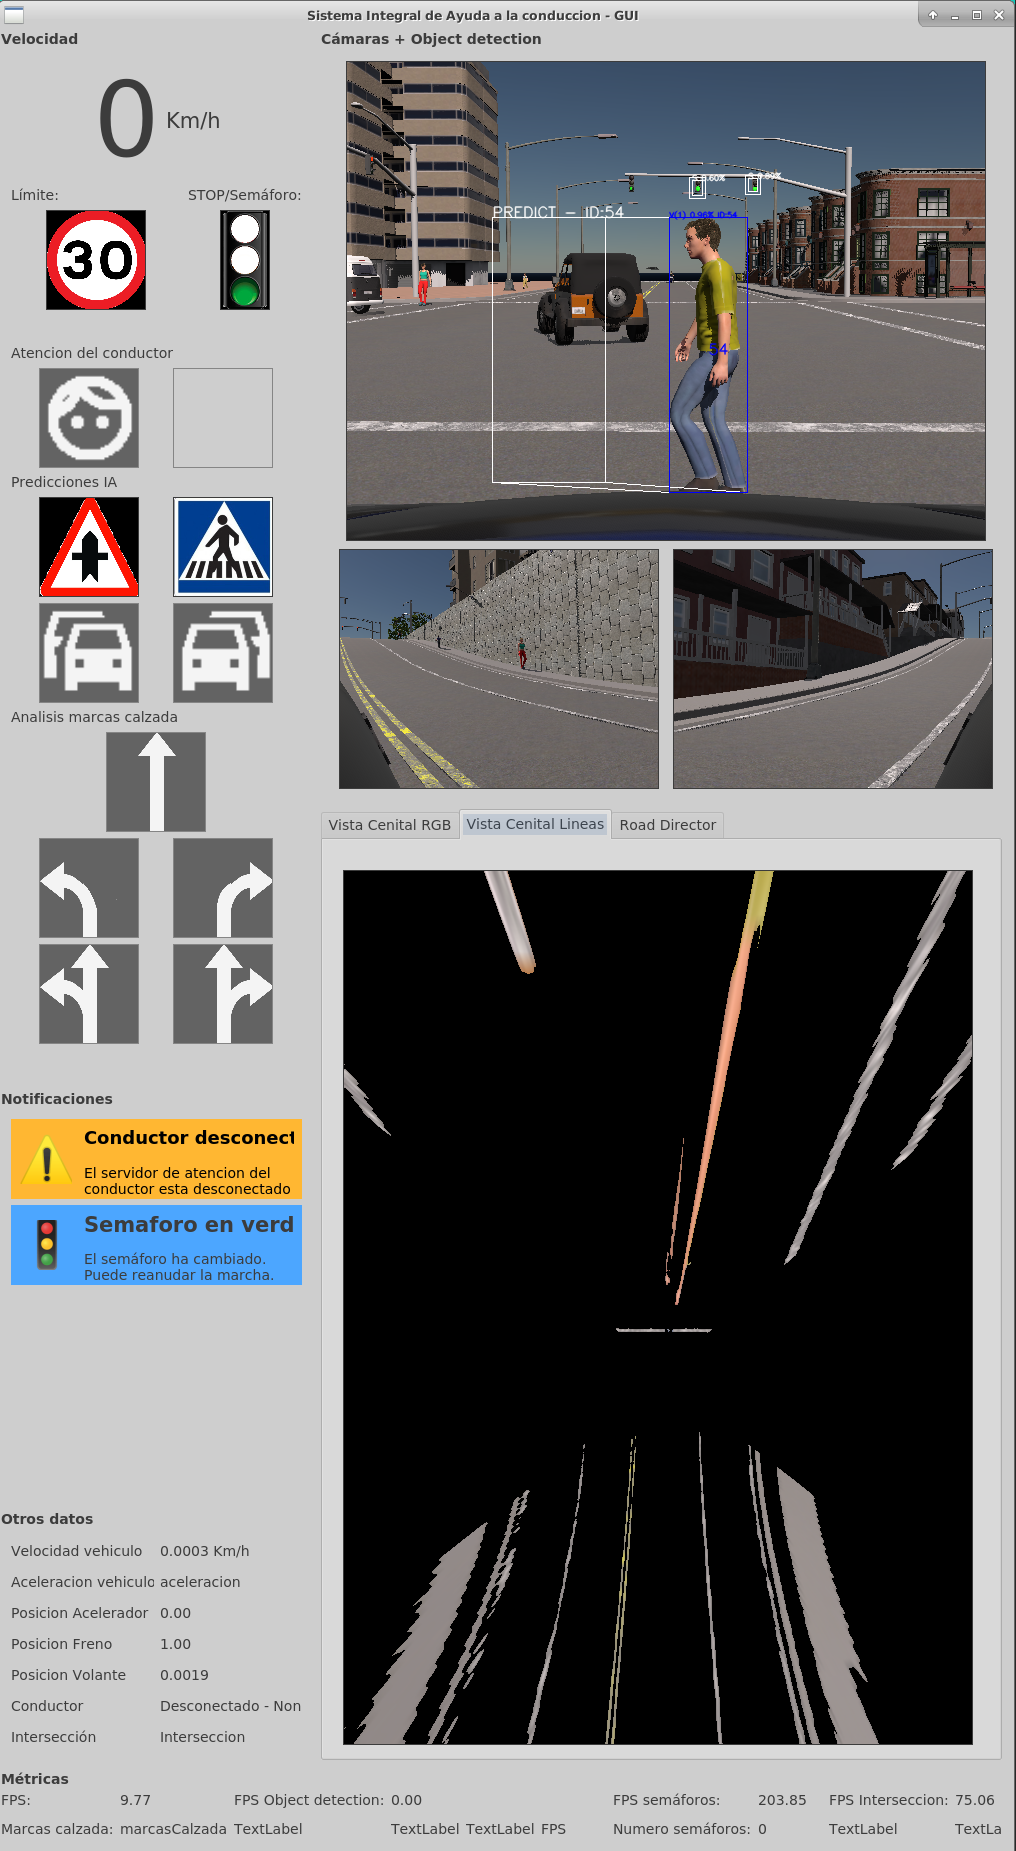 Sistema Integral de Ayuda a la conduccion - GUI
Velocidad
0 Km/h
Límite:
STOP/Semáforo:
30
Atencion del conductor
Predicciones IA
Analisis marcas calzada
Notificaciones
Conductor desconect
El servidor de atencion del
conductor esta desconectado
Semaforo en verd
El semáforo ha cambiado.
Puede reanudar la marcha.
Otros datos
Velocidad vehiculo 0.0003 Km/h
Aceleracion vehiculo aceleracion
Posicion Acelerador 0.00
Posicion Freno 1.00
Posicion Volante 0.0019
Conductor Desconectado - Non
Intersección Interseccion
Cámaras + Object detection
PREDICT - ID:54
V(1) 0.96% ID:54
54
Vista Cenital RGB
Vista Cenital Lineas
Road Director
Métricas
FPS: 9.77 FPS Object detection: 0.00 FPS semáforos: 203.85 FPS Interseccion: 75.06
Marcas calzada: marcasCalzada TextLabel TextLabel TextLabel FPS Numero semáforos: 0 TextLabel TextLa